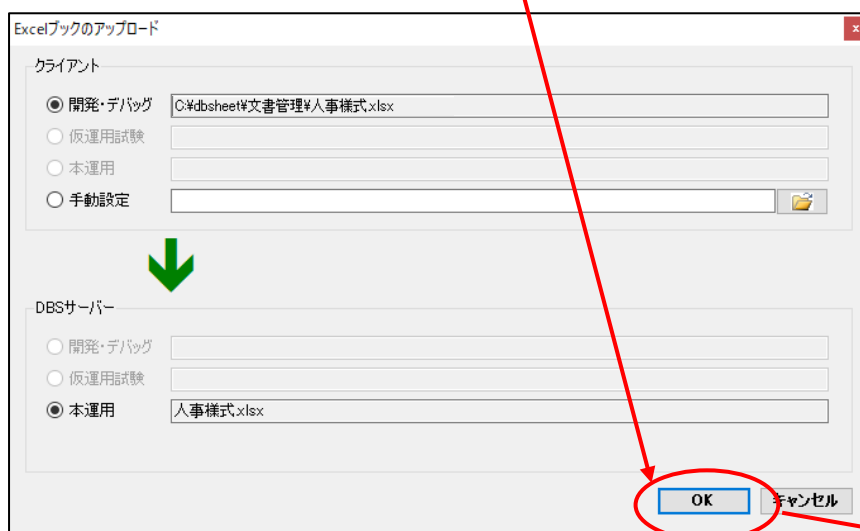 Excelブックのアップロード
x
クライアント
開発・デバッグ C:¥dbsheet¥文書管理¥人事様式.xlsx
仮運用試験
本運用
手動設定
DBSサーバー
開発・デバッグ
仮運用試験
本運用 人事様式.xlsx
OK キャンセル